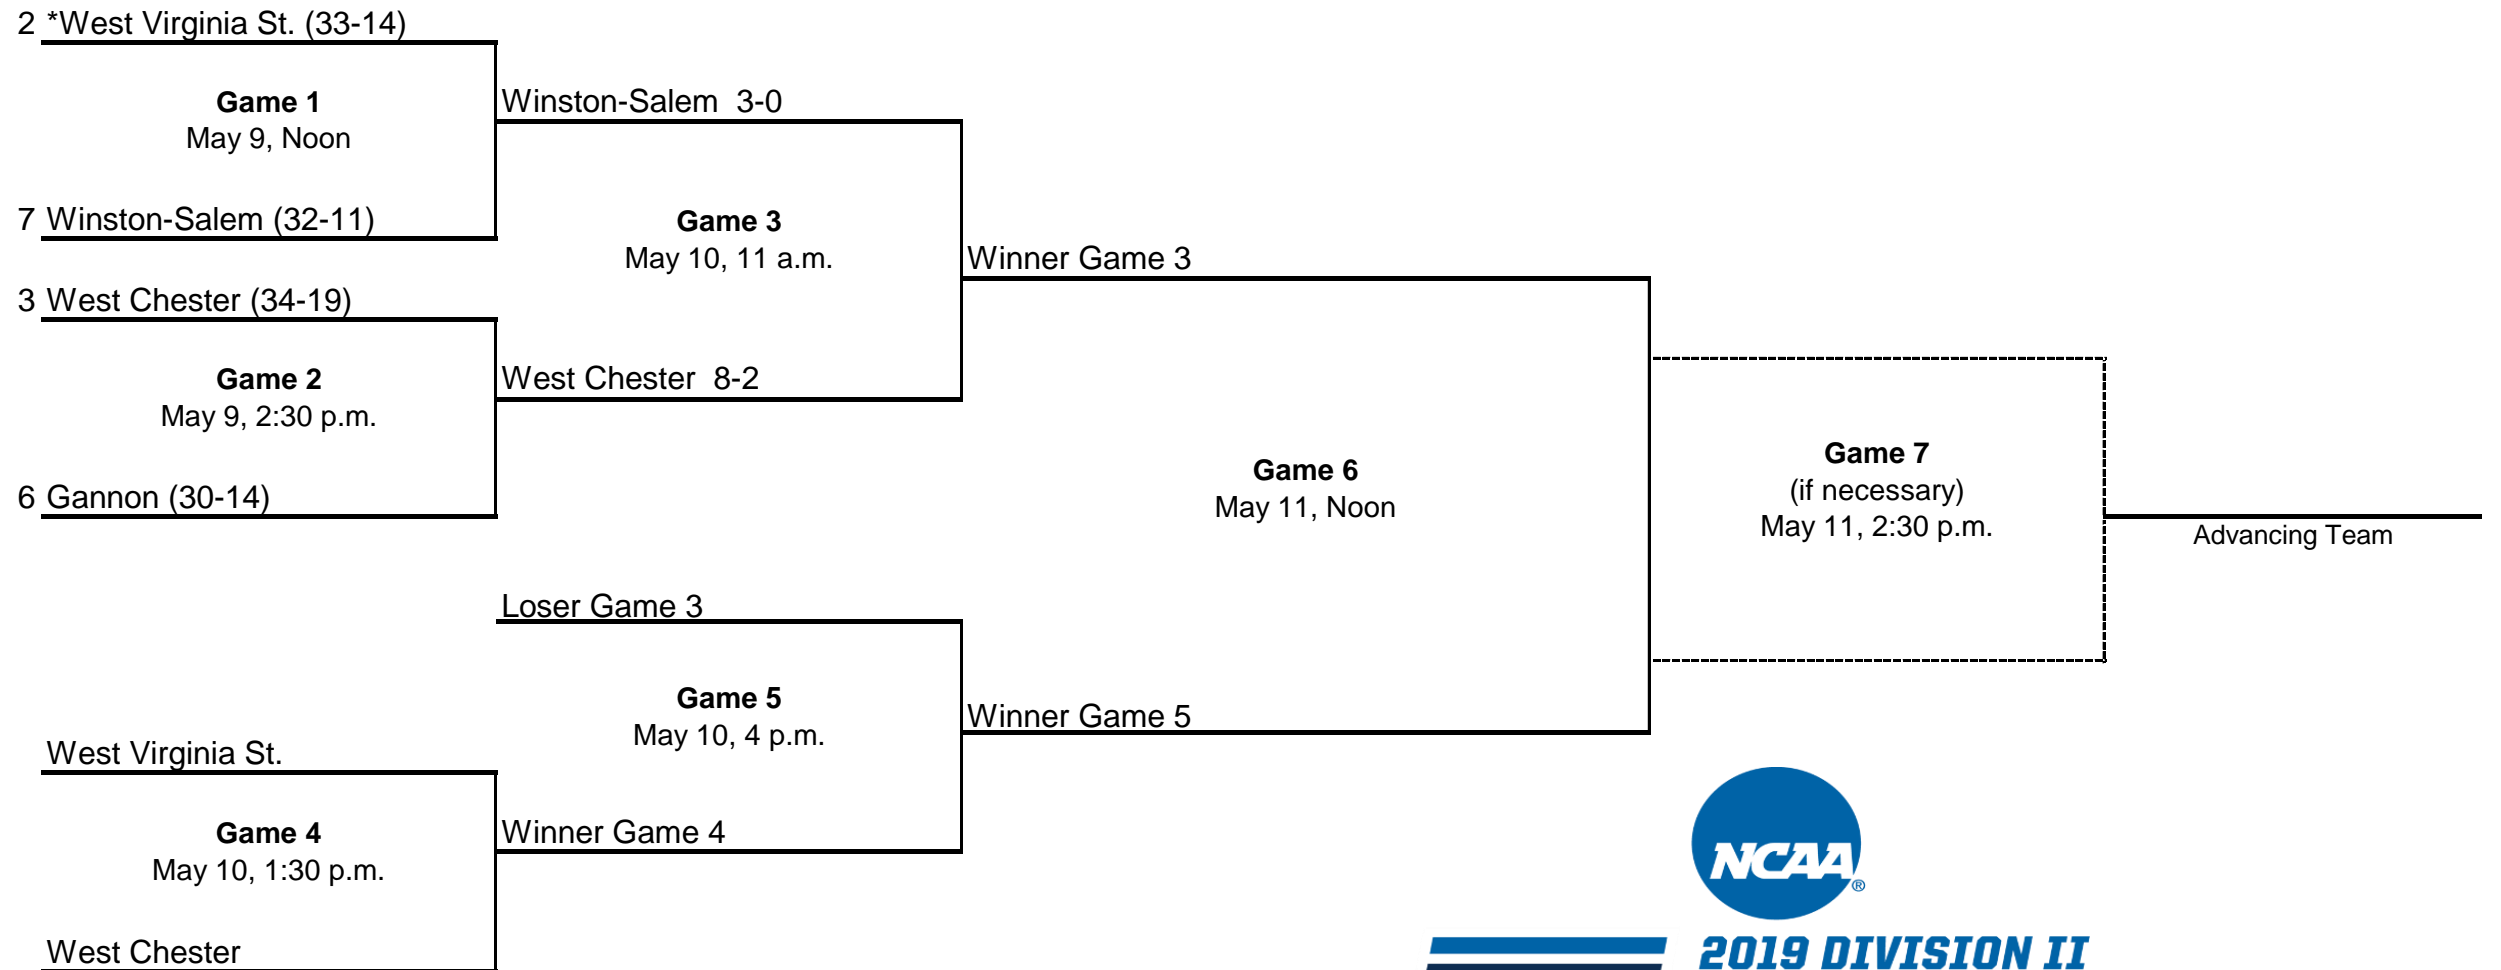 2 *West Virginia St. (33-14)
Game 1
May 9, Noon
Winston-Salem 3-0
7 Winston-Salem (32-11)
Game 3
May 10, 11 a.m.
Winner Game 3
3 West Chester (34-19)
Game 2
May 9, 2:30 p.m.
West Chester 8-2
6 Gannon (30-14)
Game 6
May 11, Noon
Game 7
(if necessary)
May 11, 2:30 p.m.
Advancing Team
Loser Game 3
Game 5
May 10, 4 p.m.
Winner Game 5
West Virginia St.
Game 4
May 10, 1:30 p.m.
Winner Game 4
West Chester
NCAA®
2019 DIVISION II